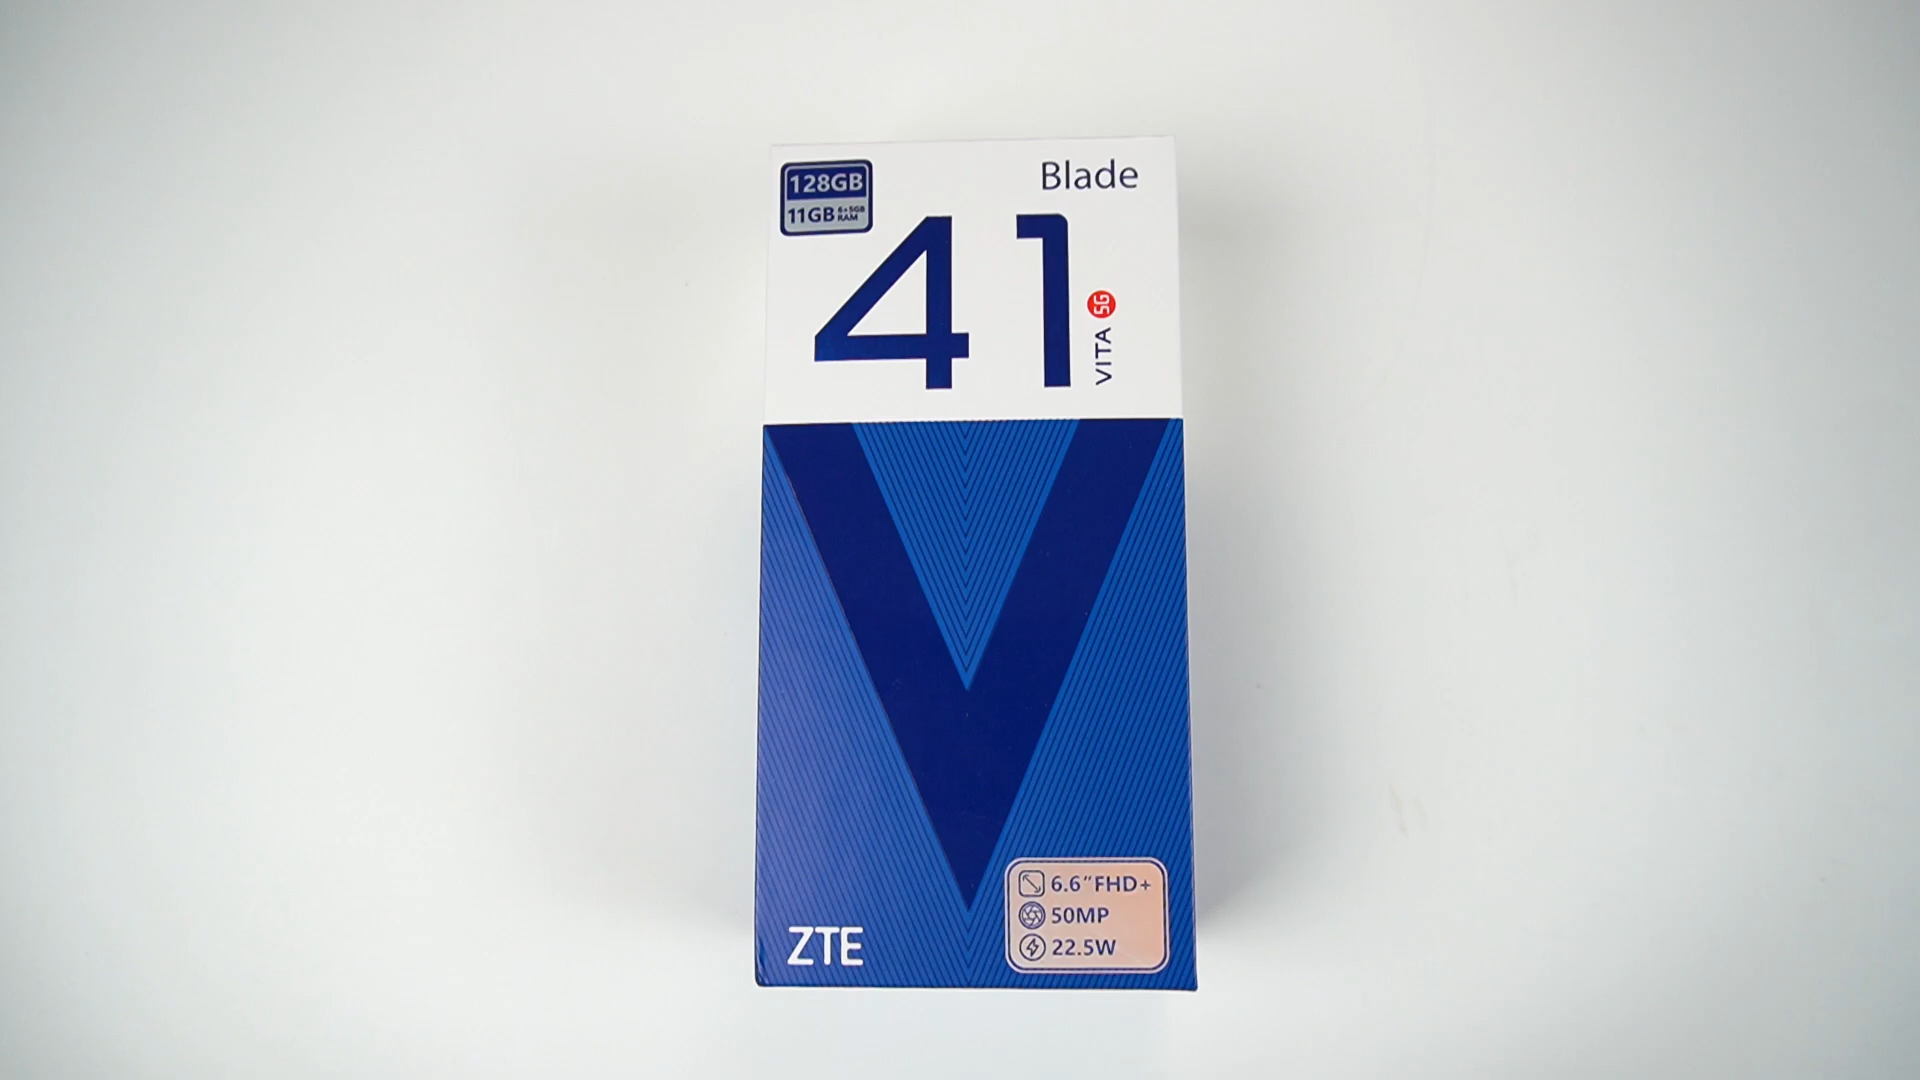 128GB
11GB 6+5GB RAM
Blade
41
VITA 5G
V
ZTE
6.6″FHD+
50MP
22.5W